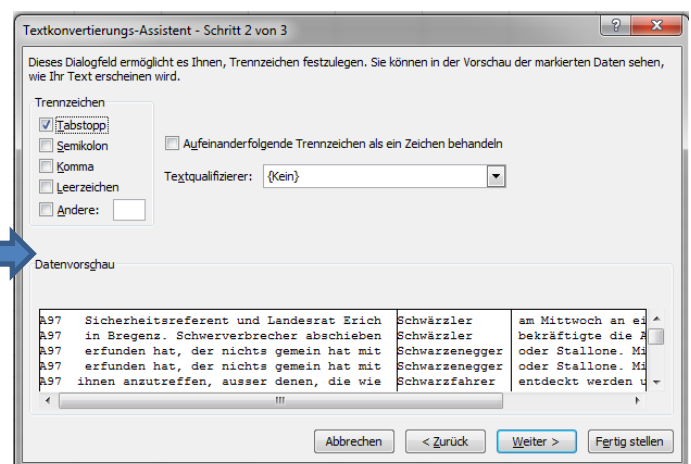 Textkonvertierungs-Assistent - Schritt 2 von 3
Dieses Dialogfeld ermöglicht es Ihnen, Trennzeichen festzulegen. Sie können in der Vorschau der markierten Daten sehen,
wie Ihr Text erscheinen wird.
Trennzeichen
Tabstopp
Semikolon
Komma
Leerzeichen
Andere:
Aufeinanderfolgende Trennzeichen als ein Zeichen behandeln
Textqualifizierer: {Kein}
Datenvorschau
A97 Sicherheitsreferent und Landesrat Erich Schwärzler am Mittwoch an ei
A97 in Bregenz. Schwerverbrecher abschieben Schwärzler bekräftigte die A
A97 erfunden hat, der nichts gemein hat mit Schwarzenegger oder Stallone. Mi
A97 erfunden hat, der nichts gemein hat mit Schwarzenegger oder Stallone. Mi
A97 ihnen anzutreffen, ausser denen, die wie Schwarzfahrer entdeckt werden u
Abbrechen < Zurück Weiter > Fertig stellen